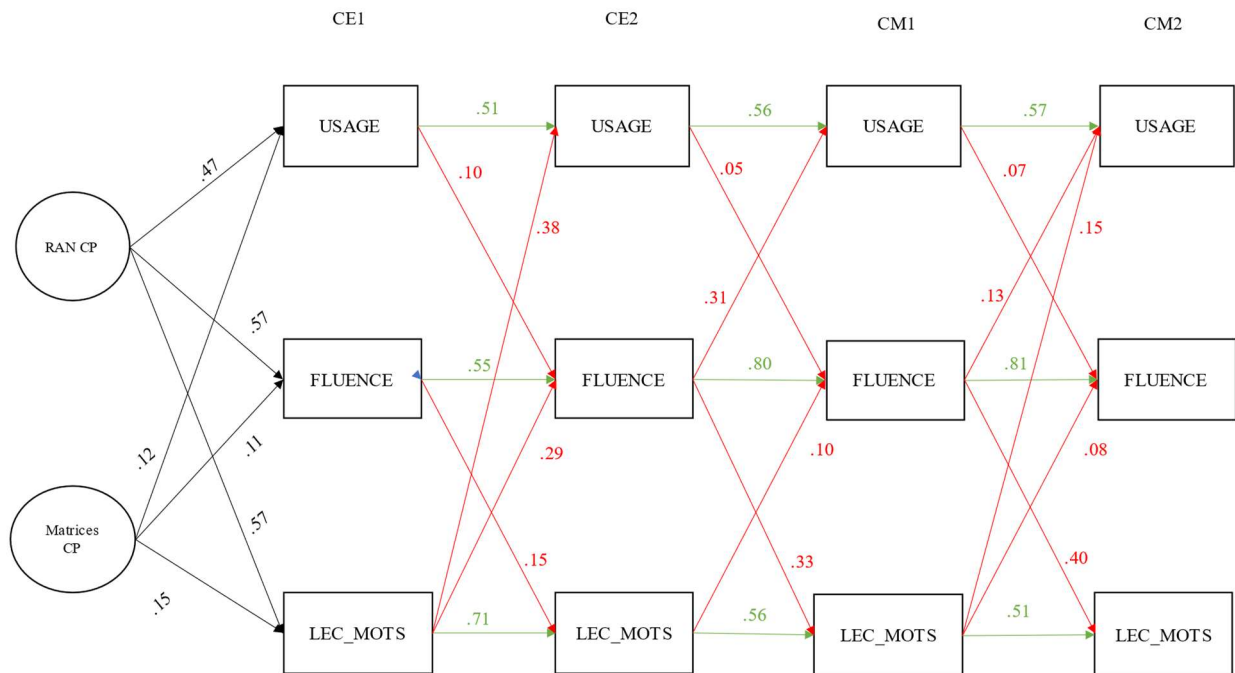 CE1
CE2
CM1
CM2
USAGE
.51
USAGE
.56
USAGE
.57
USAGE
.47
.10
.05
.07
.38
.15
RAN CP
.31
.13
.57
FLUENCE
.55
FLUENCE
.80
FLUENCE
.81
FLUENCE
.12
.11
.29
.10
.08
Matrices
CP
.57
.15
.33
.40
.15
LEC_MOTS
.71
LEC_MOTS
.56
LEC_MOTS
.51
LEC_MOTS